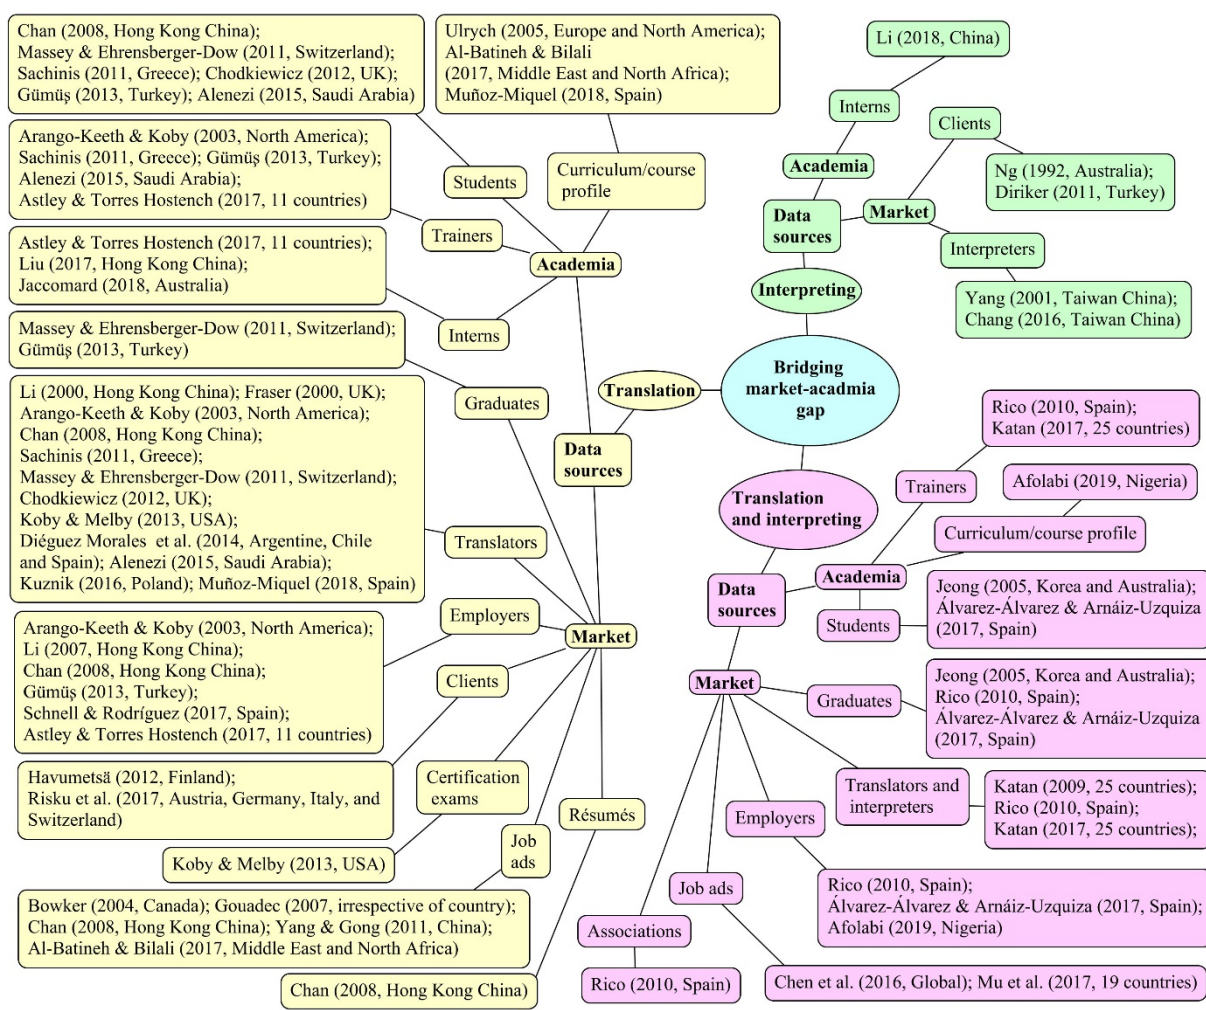 Chan (2008, Hong Kong China);
Massey & Ehrensberger-Dow (2011, Switzerland);
Sachinis (2011, Greece); Chodkiewicz (2012, UK);
Gümüş (2013, Turkey); Alenezi (2015, Saudi Arabia)
Ulrych (2005, Europe and North America);
Al-Batineh & Bilali
(2017, Middle East and North Africa);
Muñoz-Miquel (2018, Spain)
Arango-Keeth & Koby (2003, North America);
Sachinis (2011, Greece); Gümüş (2013, Turkey);
Alenezi (2015, Saudi Arabia);
Astley & Torres Hostench (2017, 11 countries)
Students
Curriculum/course
profile
Trainers
Academia
Astley & Torres Hostench (2017, 11 countries);
Liu (2017, Hong Kong China);
Jaccomard (2018, Australia)
Interns
Massey & Ehrensberger-Dow (2011, Switzerland);
Gümüş (2013, Turkey)
Graduates
Translation
Data
sources
Li (2000, Hong Kong China); Fraser (2000, UK);
Arango-Keeth & Koby (2003, North America);
Chan (2008, Hong Kong China);
Sachinis (2011, Greece);
Massey & Ehrensberger-Dow (2011, Switzerland);
Chodkiewicz (2012, UK);
Koby & Melby (2013, USA);
Diéguez Morales et al. (2014, Argentine, Chile
and Spain); Alenezi (2015, Saudi Arabia);
Kuznik (2016, Poland); Muñoz-Miquel (2018, Spain)
Translators
Employers
Market
Arango-Keeth & Koby (2003, North America);
Li (2007, Hong Kong China);
Chan (2008, Hong Kong China);
Gümüş (2013, Turkey);
Schnell & Rodríguez (2017, Spain);
Astley & Torres Hostench (2017, 11 countries)
Clients
Havumetsä (2012, Finland);
Risku et al. (2017, Austria, Germany, Italy, and
Switzerland)
Certification
exams
Résumés
Job
ads
Koby & Melby (2013, USA)
Bowker (2004, Canada); Gouadec (2007, irrespective of country);
Chan (2008, Hong Kong China); Yang & Gong (2011, China);
Al-Batineh & Bilali (2017, Middle East and North Africa)
Chan (2008, Hong Kong China)
Li (2018, China)
Interns
Clients
Academia
Ng (1992, Australia);
Diriker (2011, Turkey)
Data
sources
Market
Interpreters
Interpreting
Yang (2001, Taiwan China);
Chang (2016, Taiwan China)
Bridging
market-acadmia
gap
Rico (2010, Spain);
Katan (2017, 25 countries)
Trainers
Afolabi (2019, Nigeria)
Translation
and interpreting
Curriculum/course profile
Academia
Data
sources
Jeong (2005, Korea and Australia);
Álvarez-Álvarez & Arnáiz-Uzquiza
(2017, Spain)
Students
Market
Graduates
Jeong (2005, Korea and Australia);
Rico (2010, Spain);
Álvarez-Álvarez & Arnáiz-Uzquiza
(2017, Spain)
Translators and
interpreters
Katan (2009, 25 countries);
Rico (2010, Spain);
Katan (2017, 25 countries);
Employers
Job ads
Rico (2010, Spain);
Álvarez-Álvarez & Arnáiz-Uzquiza (2017, Spain);
Afolabi (2019, Nigeria)
Associations
Rico (2010, Spain)
Chen et al. (2016, Global); Mu et al. (2017, 19 countries)